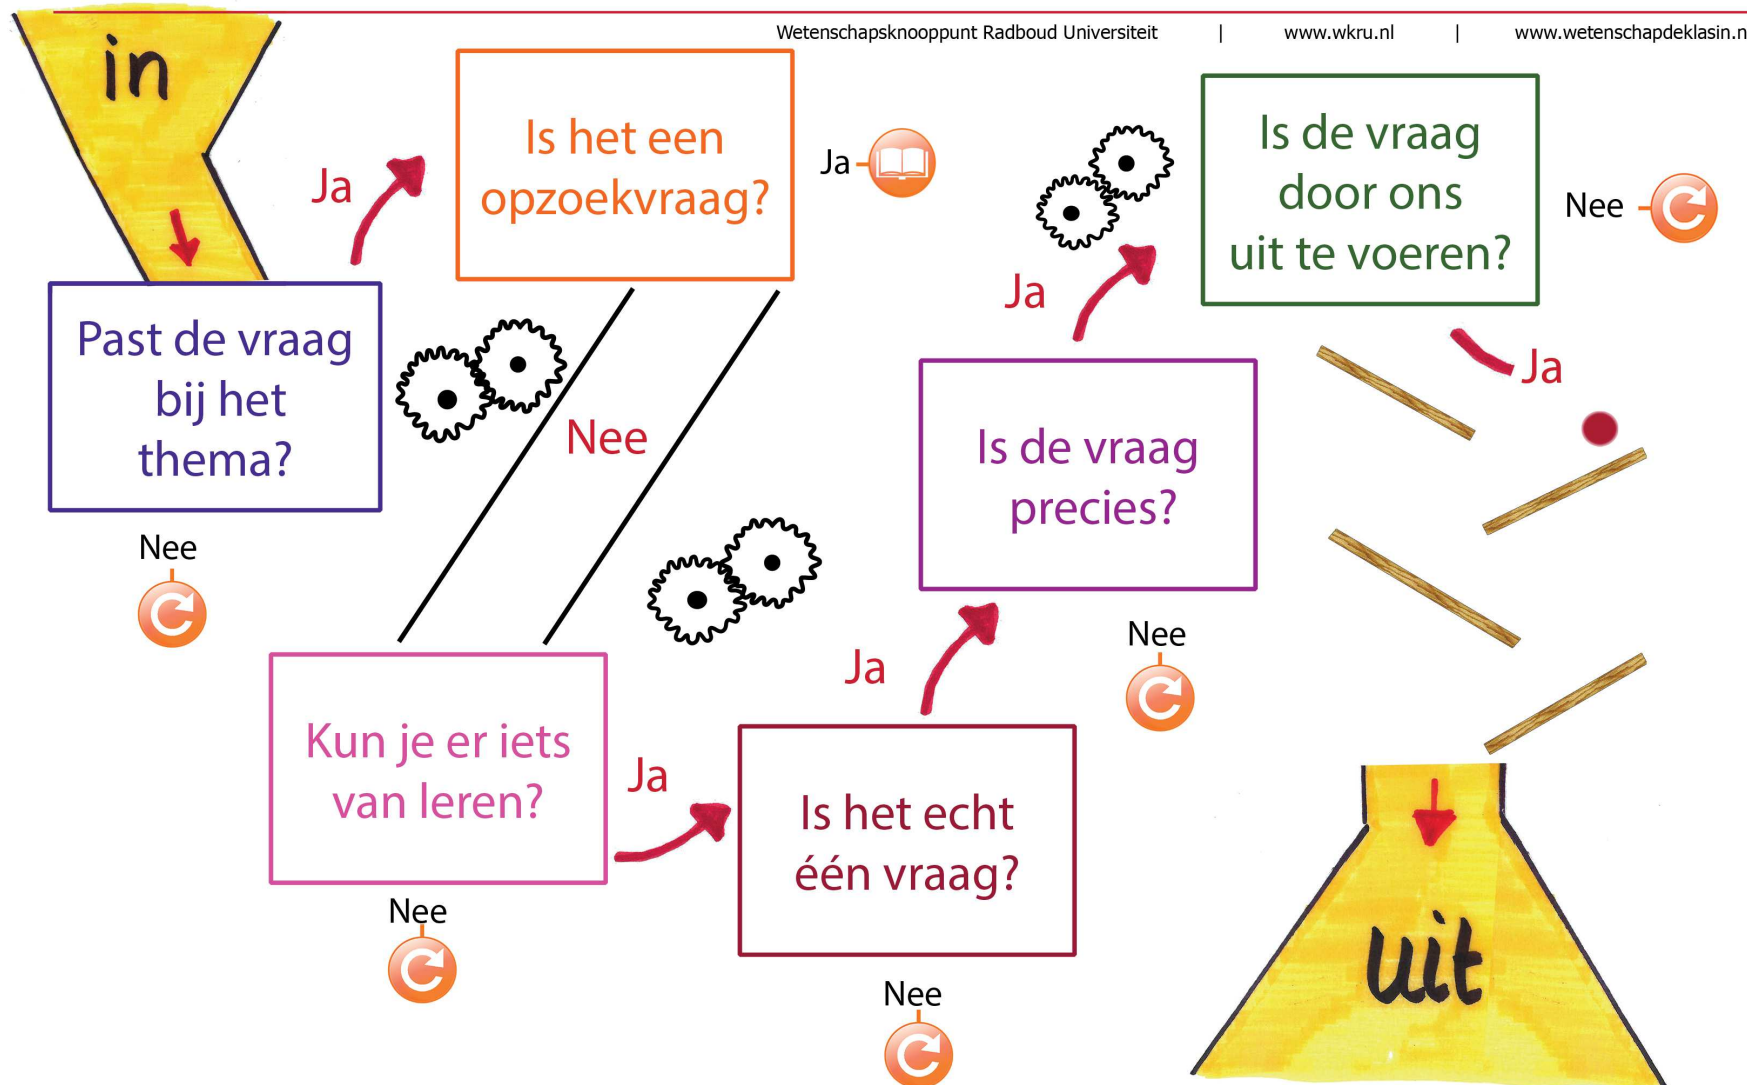 Wetenschapsknooppunt Radboud Universiteit | www.wkru.nl | www.wetenschapdeklasin.n
in
Ja
Is het een
opzoekvraag?
Ja
Past de vraag
bij het
thema?
Nee
Nee
Kun je er iets
van leren?
Nee
Ja
Is het echt
één vraag?
Nee
Ja
Is de vraag
precies?
Nee
Ja
Is de vraag
door ons
uit te voeren?
Nee
Ja
uit